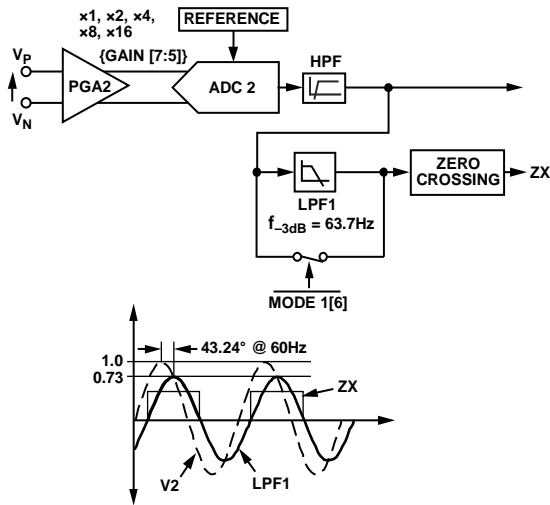 ×1, ×2, ×4,
×8, ×16
{GAIN [7:5]}
REFERENCE
V_P
V_N
PGA2
ADC 2
HPF
LPF1
f_–3dB = 63.7Hz
ZERO
CROSSING
ZX
MODE 1[6]
43.24° @ 60Hz
1.0
0.73
ZX
V2
LPF1